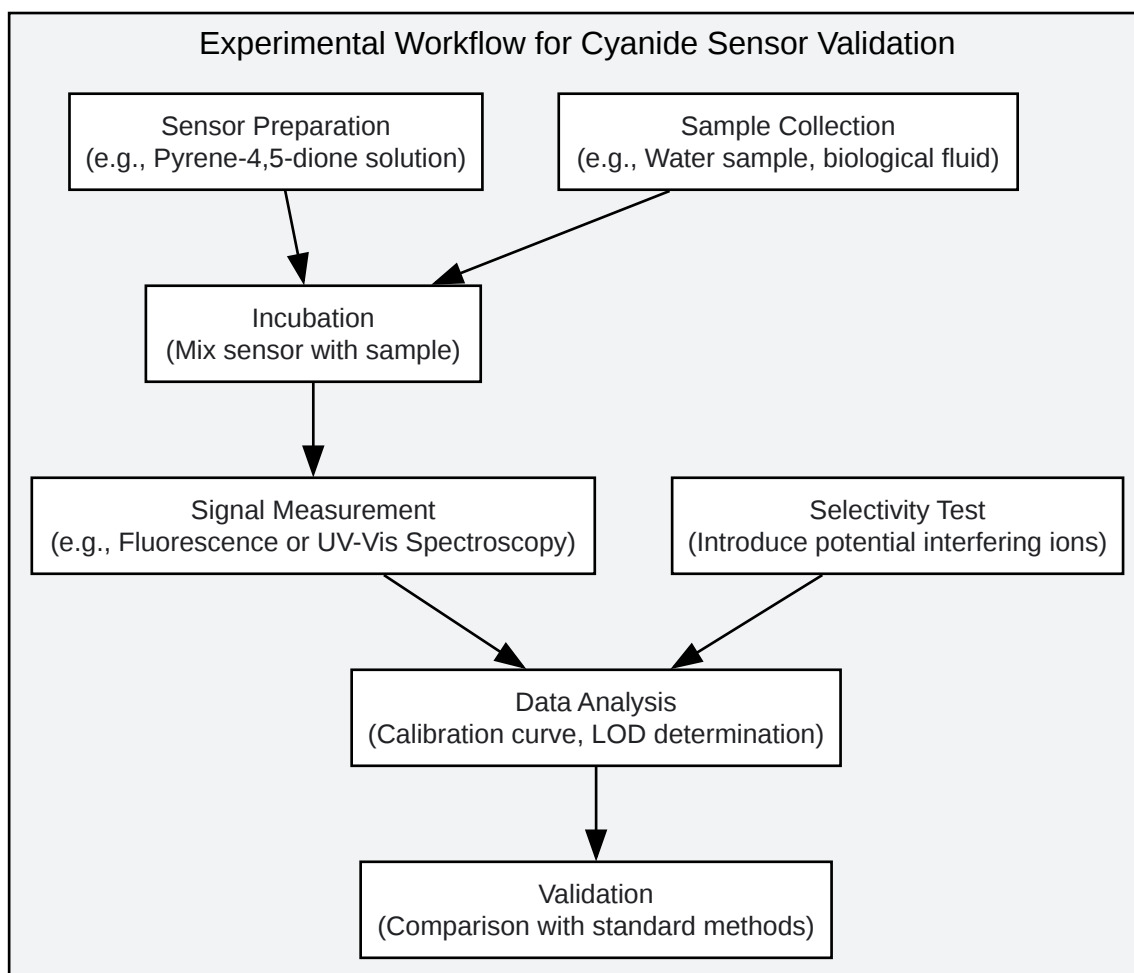 Experimental Workflow for Cyanide Sensor Validation
Sensor Preparation
(e.g., Pyrene-4,5-dione solution)
Sample Collection
(e.g., Water sample, biological fluid)
Incubation
(Mix sensor with sample)
Signal Measurement
(e.g., Fluorescence or UV-Vis Spectroscopy)
Selectivity Test
(Introduce potential interfering ions)
Data Analysis
(Calibration curve, LOD determination)
Validation
(Comparison with standard methods)